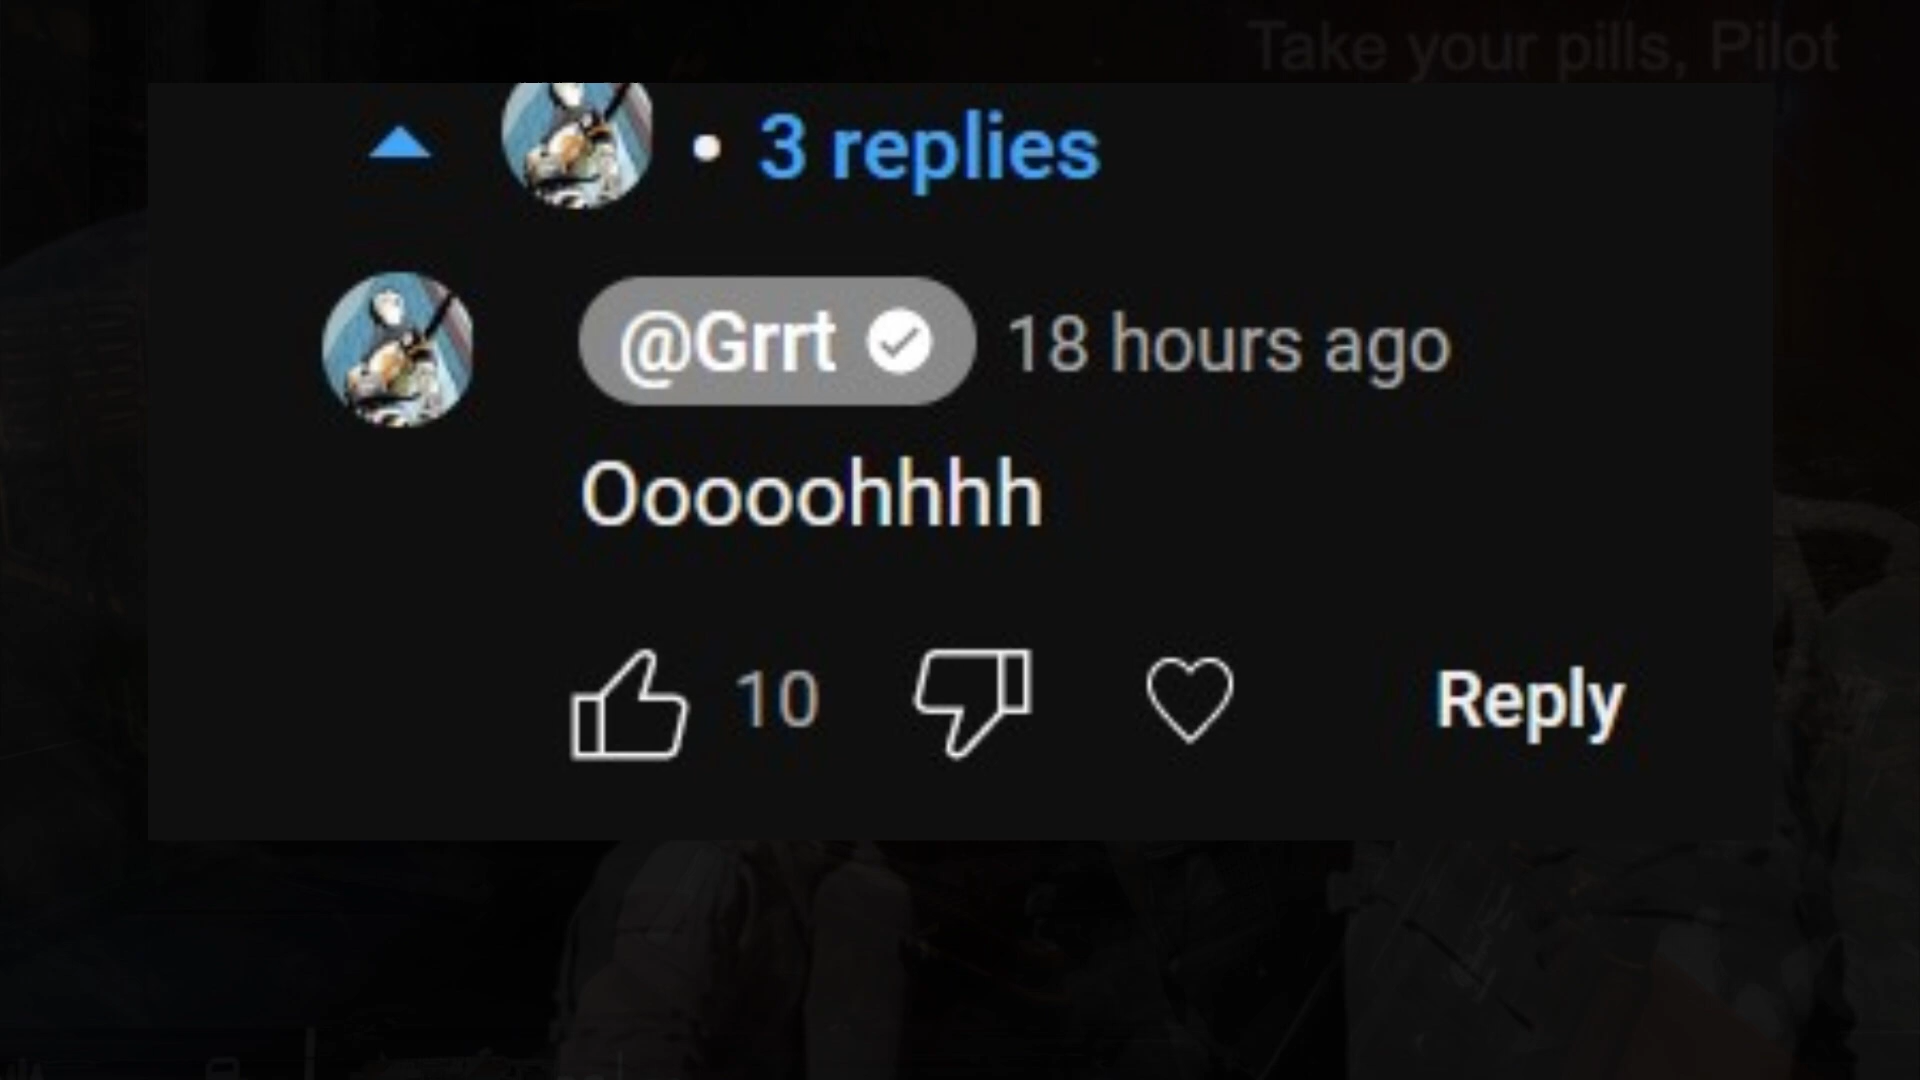 Take your pills, Pilot
• 3 replies
@Grrt 18 hours ago
Ooooohhhh
10 Reply